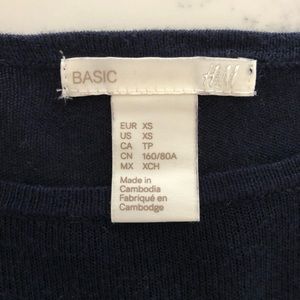 BASIC
H&M
EUR XS
US XS
CA TP
CN 160/80A
MX XCH
Made in
Cambodia
Fabriqué en
Cambodge